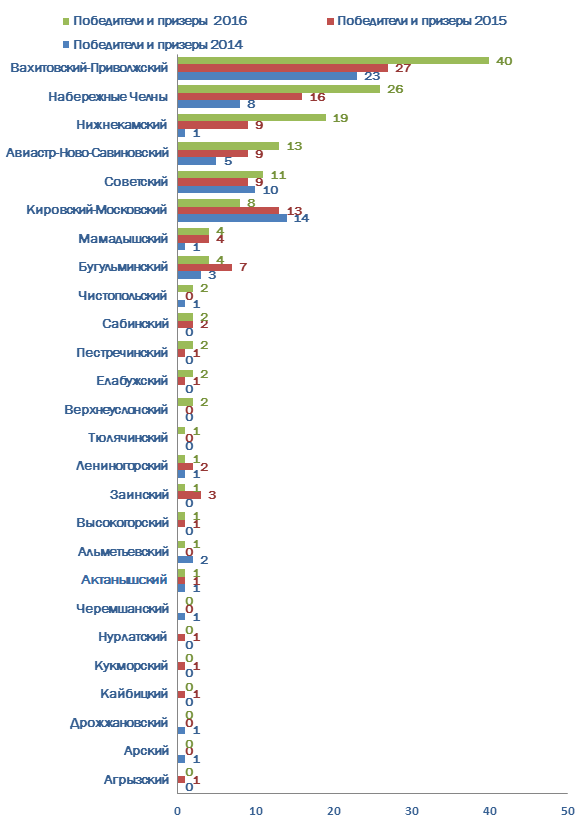 Победители и призеры 2016
Победители и призеры 2015
Победители и призеры 2014
Вахитовский-Приволжский
40
27
23
Набережные Челны
26
16
8
Нижнекамский
19
9
1
Авиастр-Ново-Савиновский
13
9
5
Советский
11
9
10
Кировский-Московский
8
13
14
Мамадышский
4
4
1
Бугульминский
4
7
3
Чистопольский
2
0
1
Сабинский
2
2
0
Пестречинский
2
1
0
Елабужский
2
1
0
Верхнеуслонский
2
0
0
Тюлячинский
1
0
0
Лениногорский
1
2
1
Заинский
1
3
0
Высокогорский
1
1
0
Альметьевский
1
0
2
Актанышский
1
1
1
Черемшанский
0
0
1
Нурлатский
0
1
0
Кукморский
0
1
0
Кайбицкий
0
1
0
Дрожжановский
0
0
1
Арский
0
0
1
Агрызский
0
1
0
0 10 20 30 40 50